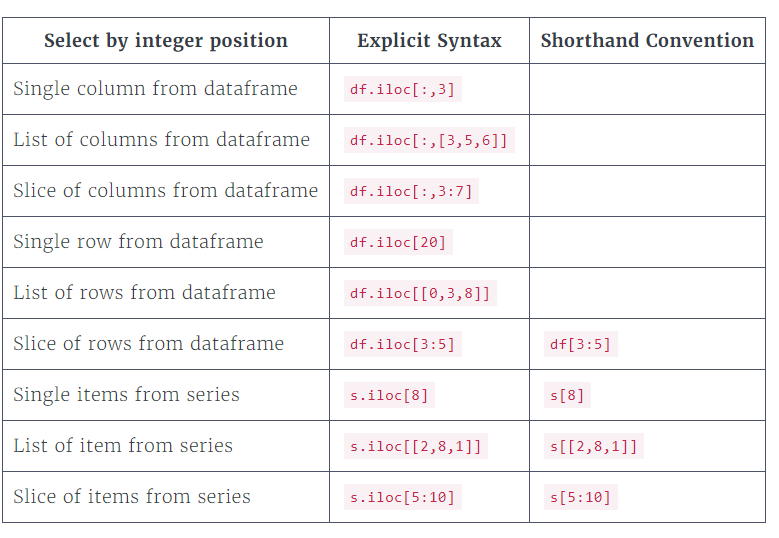 Select by integer position Explicit Syntax Shorthand Convention
Single column from dataframe df.iloc[:,3]
List of columns from dataframe df.iloc[:,[3,5,6]]
Slice of columns from dataframe df.iloc[:,3:7]
Single row from dataframe df.iloc[20]
List of rows from dataframe df.iloc[[0,3,8]]
Slice of rows from dataframe df.iloc[3:5] df[3:5]
Single items from series s.iloc[8] s[8]
List of item from series s.iloc[[2,8,1]] s[[2,8,1]]
Slice of items from series s.iloc[5:10] s[5:10]